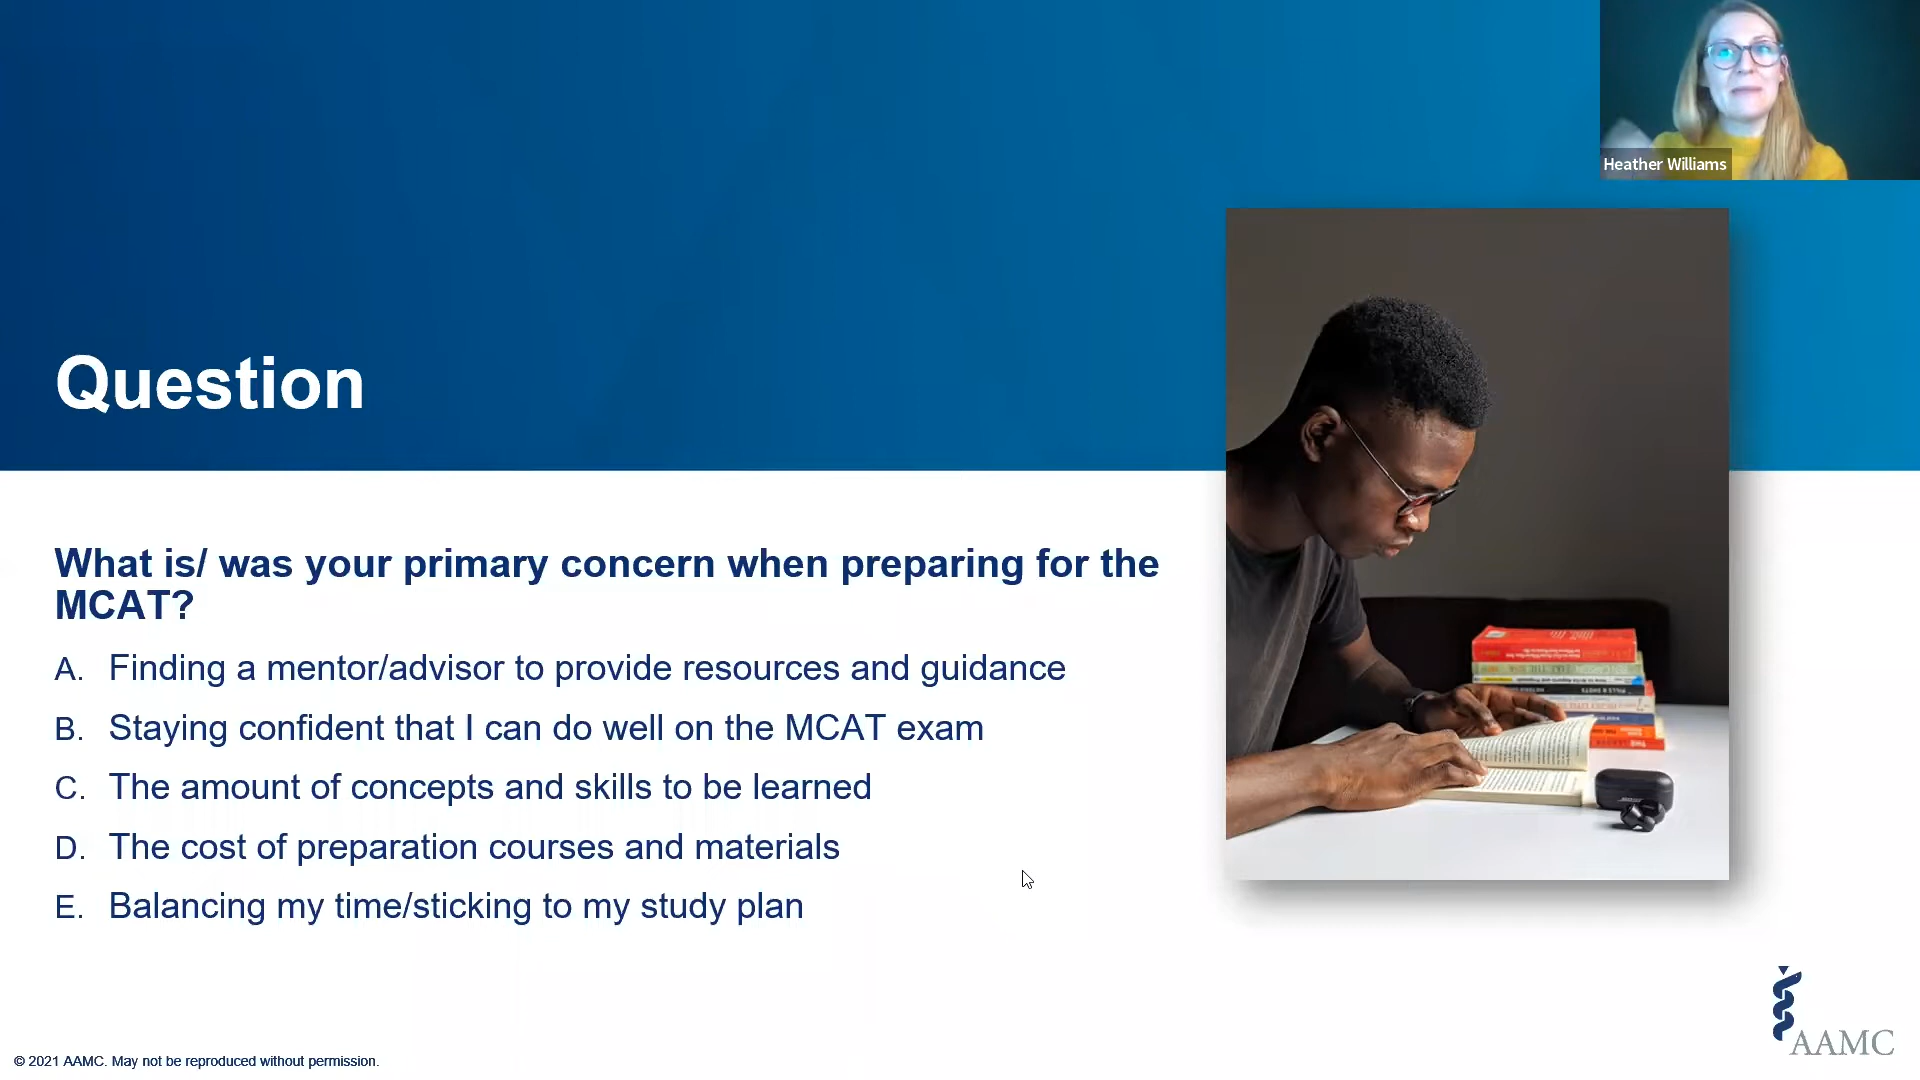 Heather Williams
Question
What is/ was your primary concern when preparing for the
MCAT?
A. Finding a mentor/advisor to provide resources and guidance
B. Staying confident that I can do well on the MCAT exam
C. The amount of concepts and skills to be learned
D. The cost of preparation courses and materials
E. Balancing my time/sticking to my study plan
AAMC
© 2021 AAMC. May not be reproduced without permission.